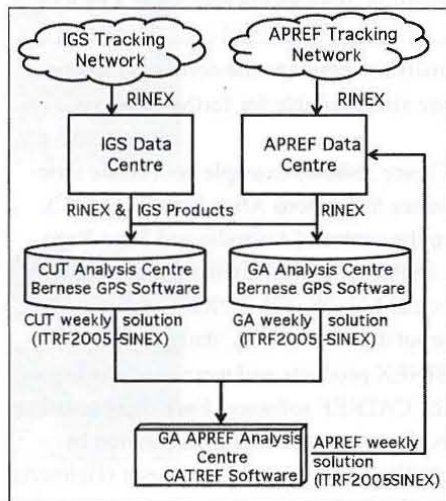 IGS Tracking
Network
APREF Tracking
Network
RINEX
RINEX
IGS Data
Centre
APREF Data
Centre
RINEX & IGS Products
RINEX
CUT Analysis Centre
Bernese GPS Software
GA Analysis Centre
Bernese GPS Software
CUT weekly solution
(ITRF2005-SINEX)
GA weekly solution
(ITRF2005-SINEX)
GA APREF Analysis
Centre
CATREF Software
APREF weekly
solution
(ITRF2005SINEX)